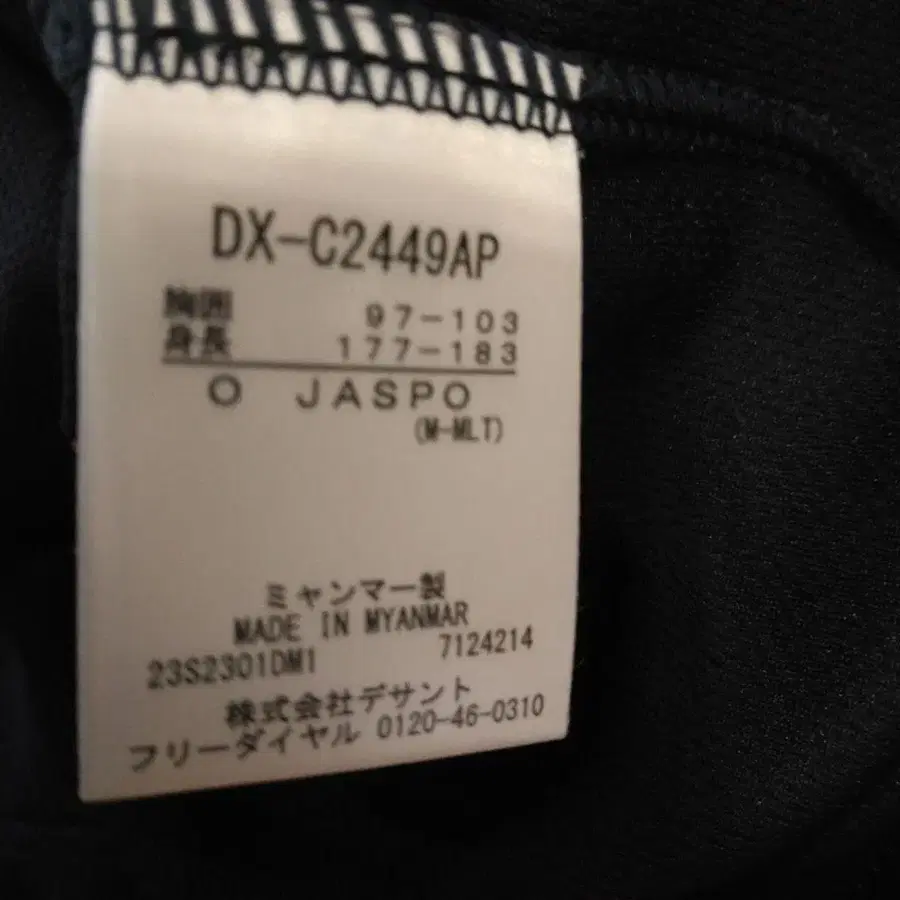 DX-C2449AP
胸囲 97-103
身長 177-183
O JASPO
(M-MLT)
ミャンマー製
MADE IN MYANMAR
23S2301DM1 7124214
株式会社デサント
フリーダイヤル 0120-46-0310